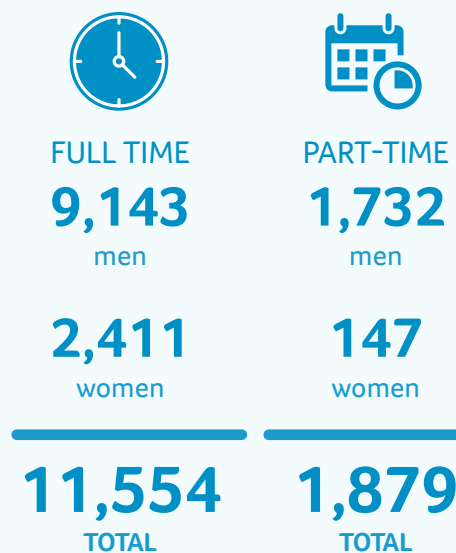 FULL TIME
9,143
men
2,411
women
11,554
TOTAL
PART-TIME
1,732
men
147
women
1,879
TOTAL